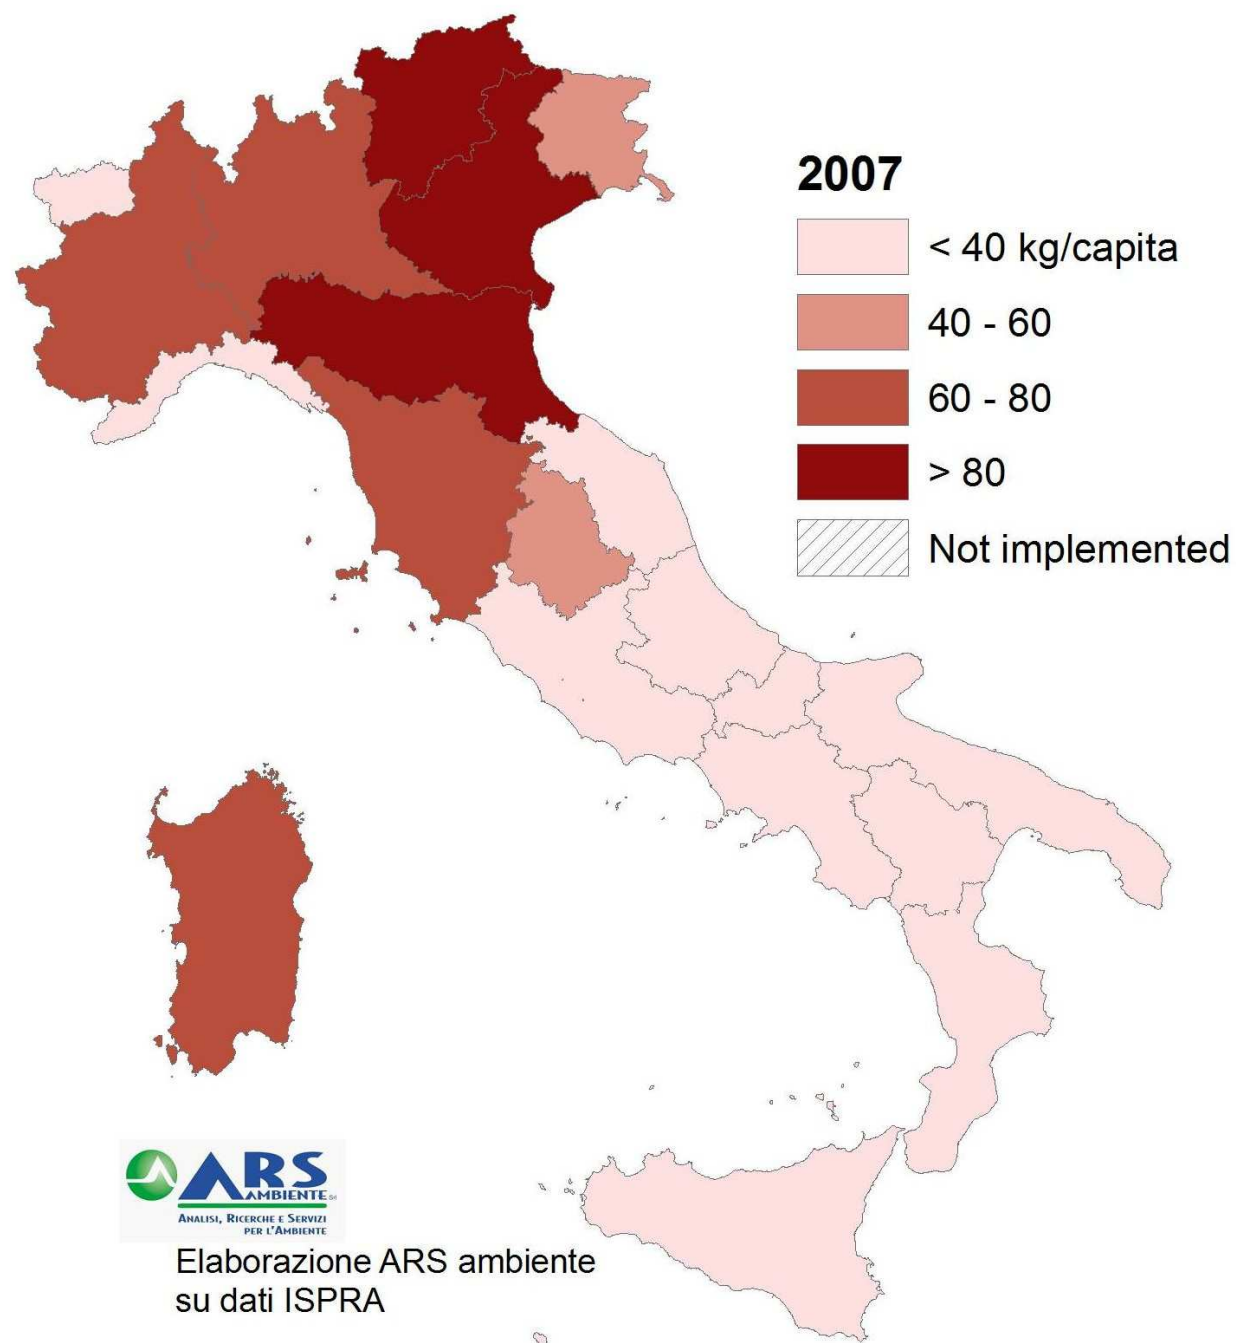 2007
< 40 kg/capita
40 - 60
60 - 80
> 80
Not implemented
ARS
AMBIENTE Srl
ANALISI, RICERCHE E SERVIZI
PER L'AMBIENTE
Elaborazione ARS ambiente
su dati ISPRA